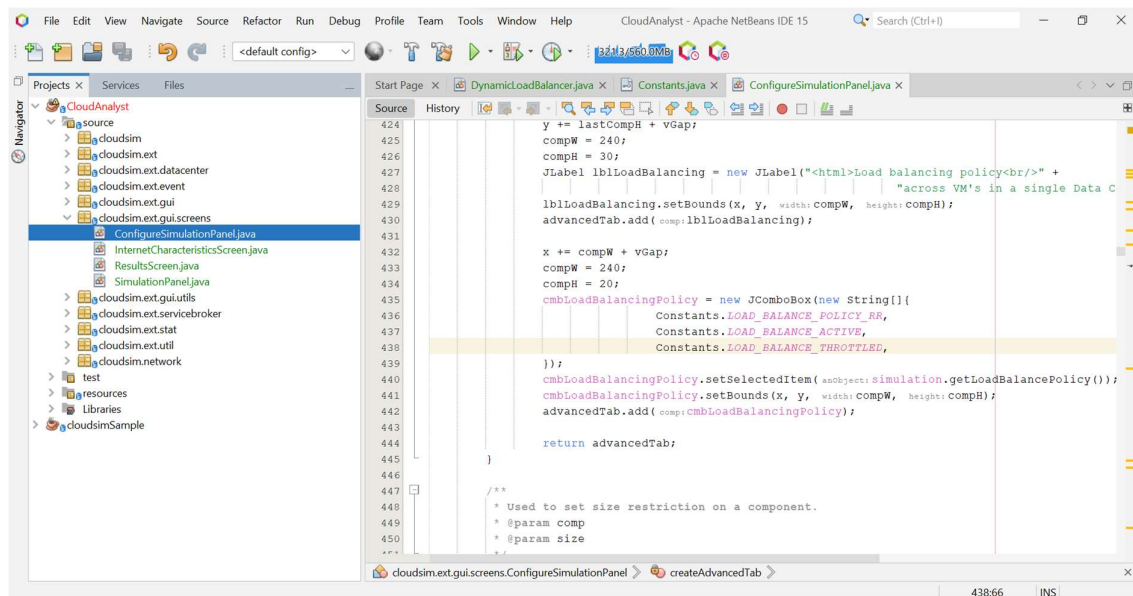 File Edit View Navigate Source Refactor Run Debug Profile Team Tools Window Help CloudAnalyst - Apache NetBeans IDE 15 Search (Ctrl+I)
<default config> 321.3/560.0MB
Projects Services Files
Start Page DynamicLoadBalancer.java Constants.java ConfigureSimulationPanel.java
Navigator
CloudAnalyst
source
cloudsim
cloudsim.ext
cloudsim.ext.datacenter
cloudsim.ext.event
cloudsim.ext.gui
cloudsim.ext.gui.screens
ConfigureSimulationPanel.java
InternetCharacteristicsScreen.java
ResultsScreen.java
SimulationPanel.java
cloudsim.ext.gui.utils
cloudsim.ext.servicebroker
cloudsim.ext.stat
cloudsim.ext.util
cloudsim.network
test
resources
Libraries
cloudsimSample
Source History
424 y += lastCompH + vGap;
425 compW = 240;
426 compH = 30;
427 JLabel lblLoadBalancing = new JLabel("<html>Load balancing policy<br/>" +
428 "across VM's in a single Data C
429 lblLoadBalancing.setBounds(x, y, width: compW, height: compH);
430 advancedTab.add( comp: lblLoadBalancing);
431
432 x += compW + vGap;
433 compW = 240;
434 compH = 20;
435 cmbLoadBalancingPolicy = new JComboBox(new String[]{
436 Constants.LOAD_BALANCE_POLICY_RR,
437 Constants.LOAD_BALANCE_ACTIVE,
438 Constants.LOAD_BALANCE_THROTTLED,
439 });
440 cmbLoadBalancingPolicy.setSelectedItem( anObject: simulation.getLoadBalancePolicy());
441 cmbLoadBalancingPolicy.setBounds(x, y, width: compW, height: compH);
442 advancedTab.add( comp: cmbLoadBalancingPolicy);
443
444 return advancedTab;
445 }
446
447 /**
448 * Used to set size restriction on a component.
449 * @param comp
450 * @param size
cloudsim.ext.gui.screens.ConfigureSimulationPanel createAdvancedTab
438:66 INS